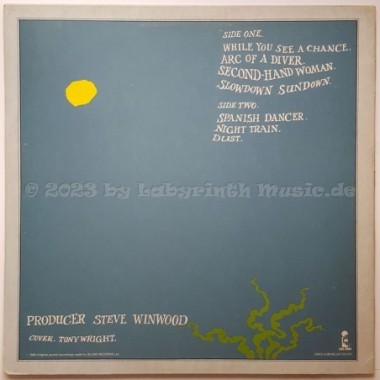 SIDE ONE.
WHILE YOU SEE A CHANCE.
ARC OF A DIVER.
SECOND-HAND WOMAN.
SLOWDOWN SUNDOWN.
SIDE TWO.
SPANISH DANCER.
NIGHT TRAIN.
DUST.
© 2023 by Labyrinth Music.de
PRODUCER STEVE WINWOOD
COVER. TONY WRIGHT.